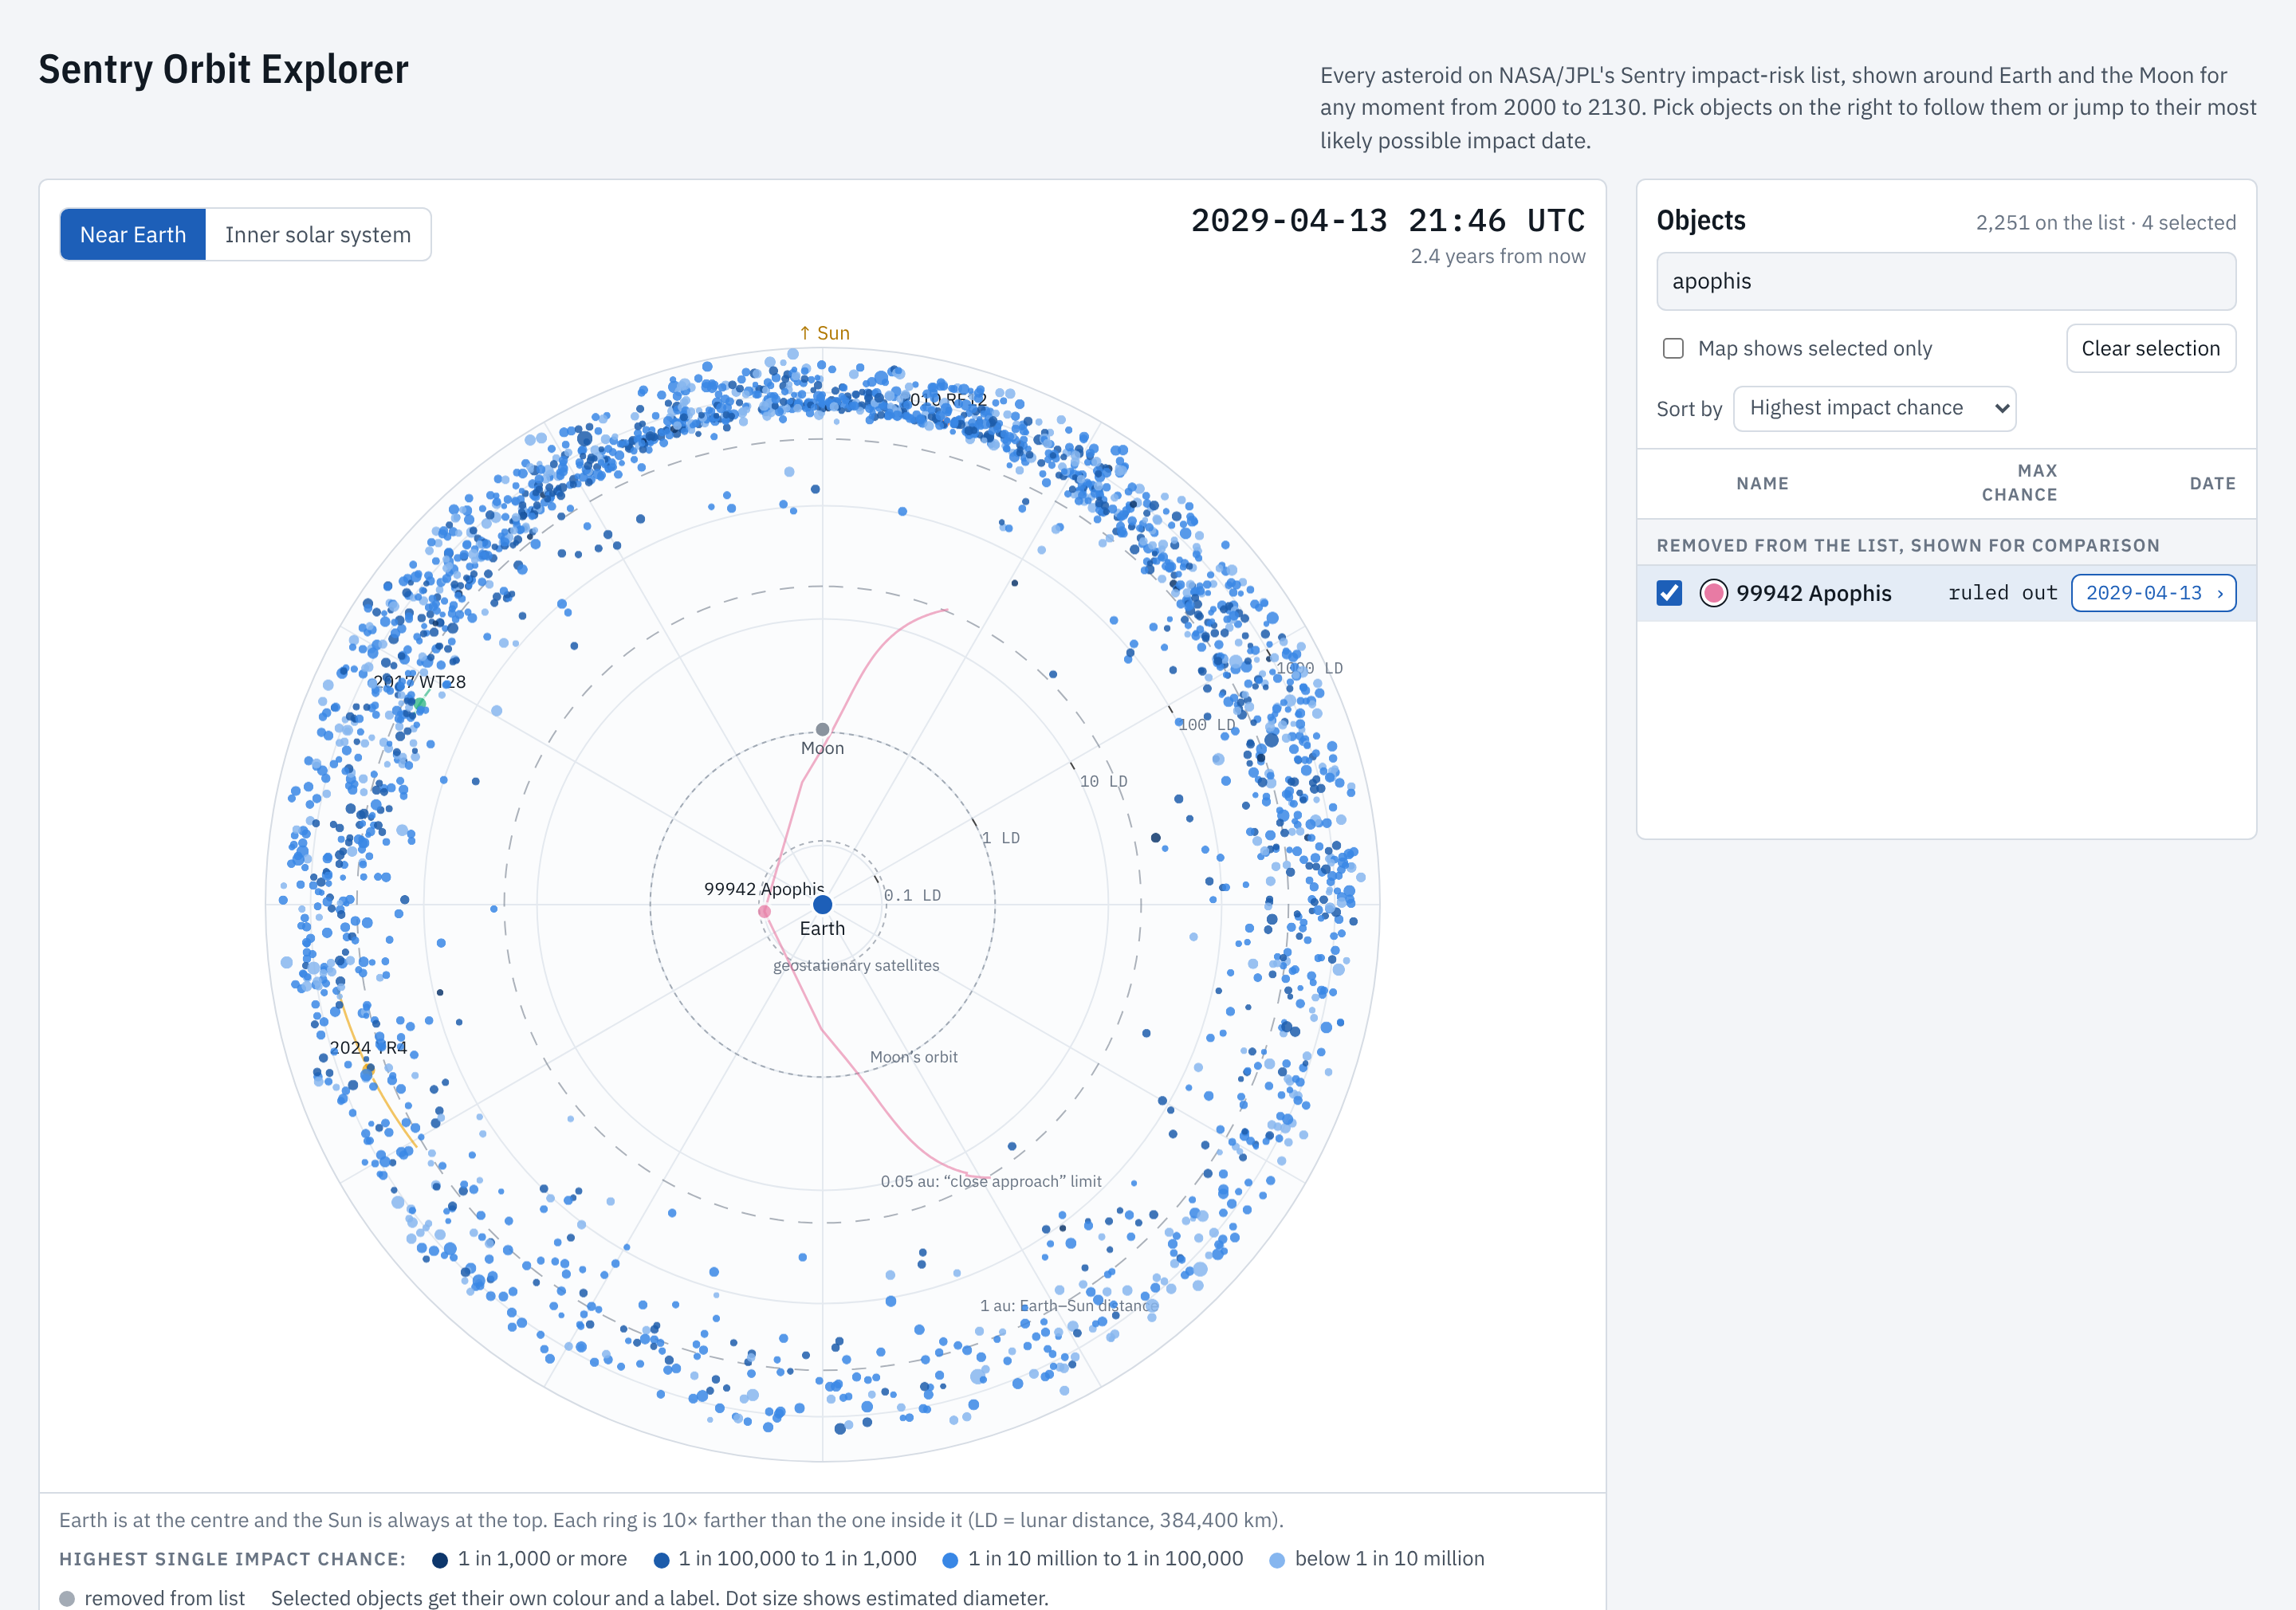 Sentry Orbit Explorer
Every asteroid on NASA/JPL's Sentry impact-risk list, shown around Earth and the Moon for
any moment from 2000 to 2130. Pick objects on the right to follow them or jump to their most
likely possible impact date.
Near Earth
Inner solar system
2029-04-13 21:46 UTC
2.4 years from now
↑ Sun
2017 WT28
1000 LD
100 LD
Moon
10 LD
1 LD
99942 Apophis
0.1 LD
Earth
geostationary satellites
2024 YR4
Moon's orbit
0.05 au: “close approach” limit
1 au: Earth–Sun distance
Earth is at the centre and the Sun is always at the top. Each ring is 10× farther than the one inside it (LD = lunar distance, 384,400 km).
HIGHEST SINGLE IMPACT CHANCE: 1 in 1,000 or more 1 in 100,000 to 1 in 1,000 1 in 10 million to 1 in 100,000 below 1 in 10 million
removed from list Selected objects get their own colour and a label. Dot size shows estimated diameter.
Objects
2,251 on the list · 4 selected
apophis
Map shows selected only
Clear selection
Sort by Highest impact chance
NAME MAX CHANCE DATE
REMOVED FROM THE LIST, SHOWN FOR COMPARISON
99942 Apophis ruled out 2029-04-13 ›